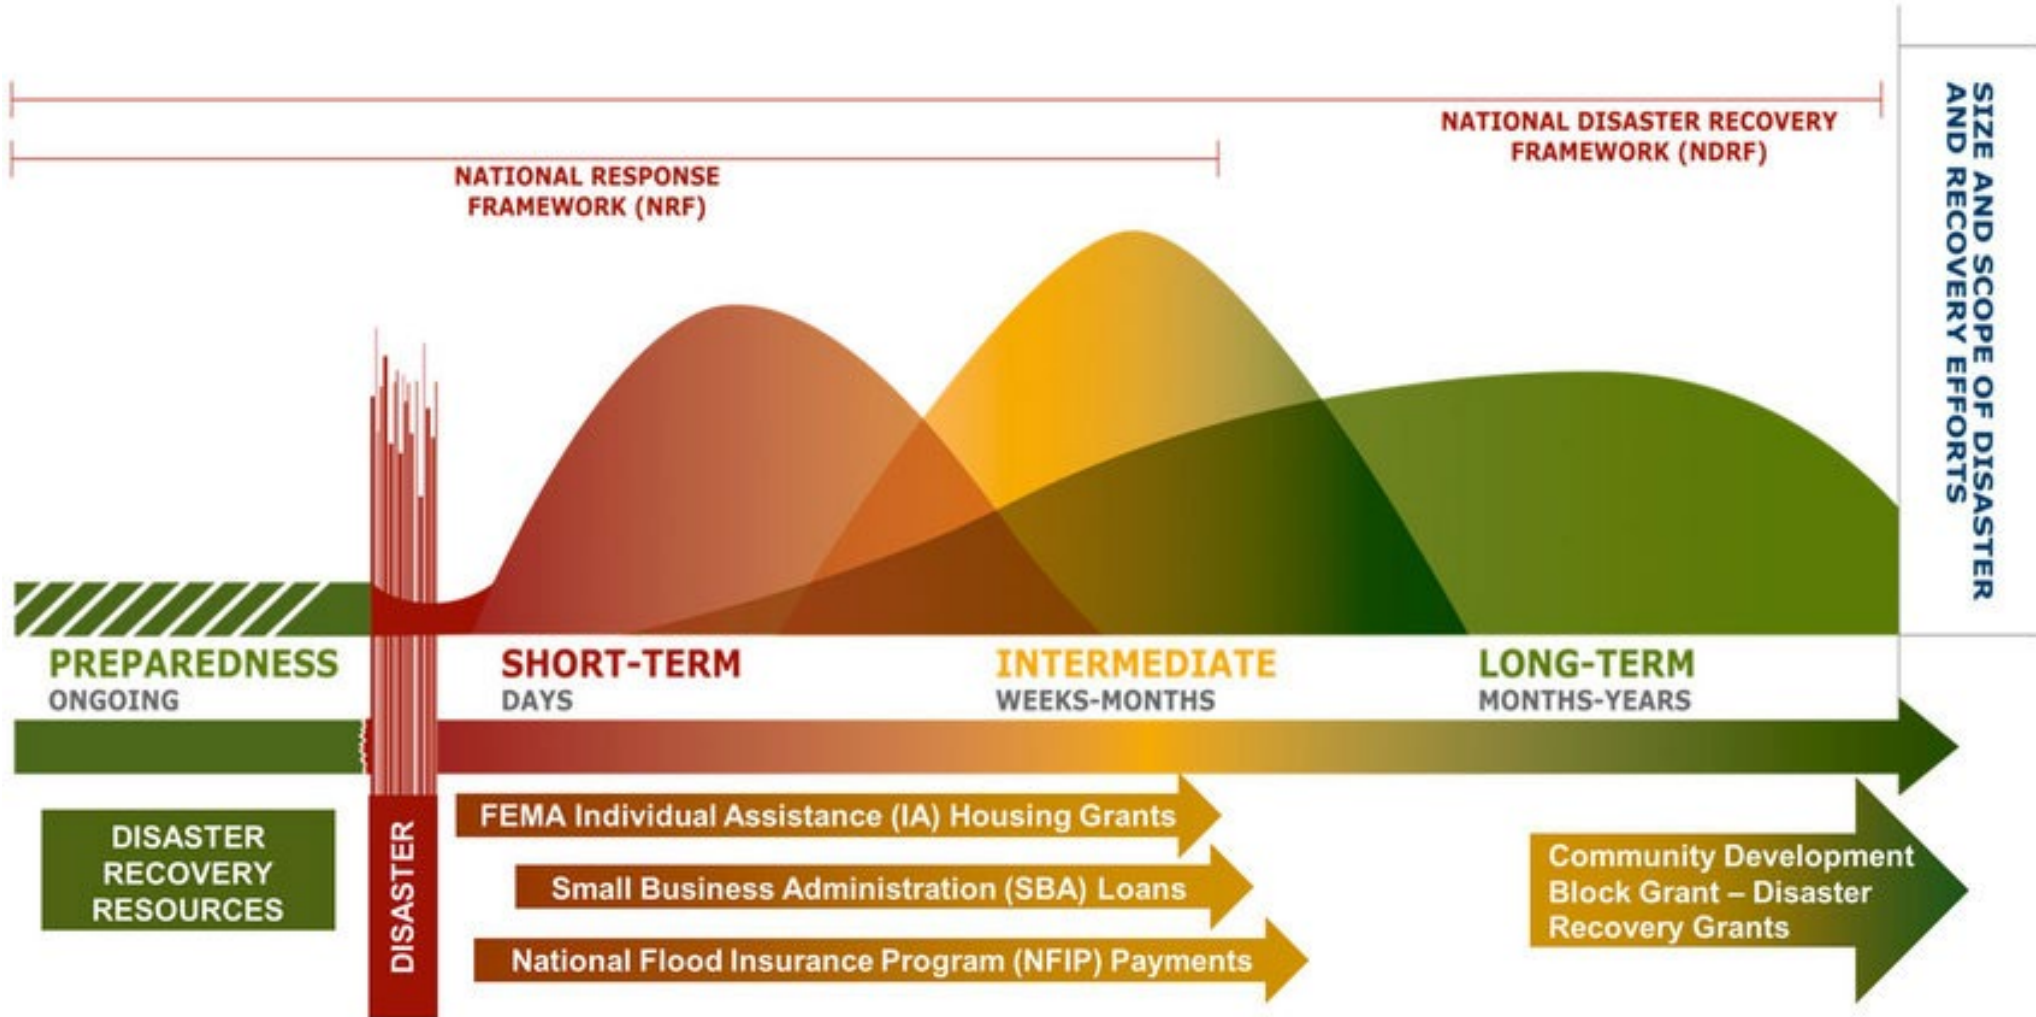 NATIONAL DISASTER RECOVERY
FRAMEWORK (NDRF)
NATIONAL RESPONSE
FRAMEWORK (NRF)
SIZE AND SCOPE OF DISASTER
AND RECOVERY EFFORTS
PREPAREDNESS
ONGOING
SHORT-TERM
DAYS
INTERMEDIATE
WEEKS-MONTHS
LONG-TERM
MONTHS-YEARS
DISASTER
RECOVERY
RESOURCES
DISASTER
FEMA Individual Assistance (IA) Housing Grants
Small Business Administration (SBA) Loans
National Flood Insurance Program (NFIP) Payments
Community Development
Block Grant – Disaster
Recovery Grants